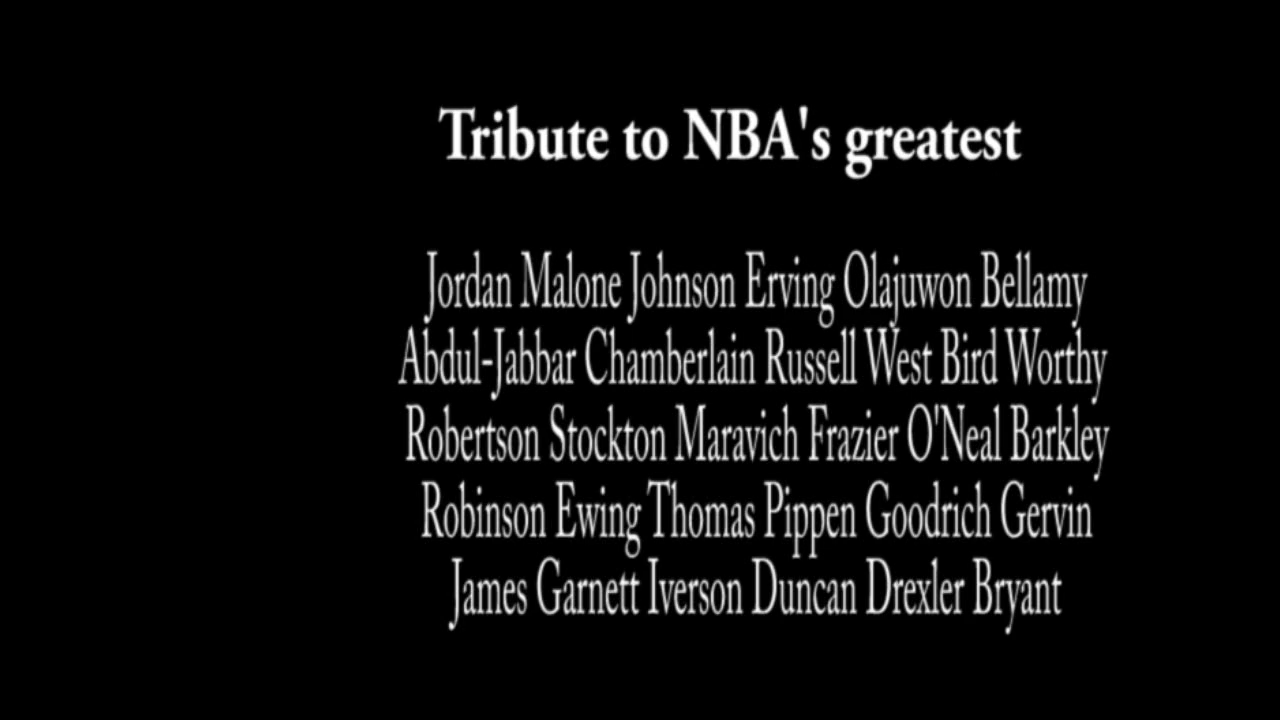 Tribute to NBA's greatest
Jordan Malone Johnson Erving Olajuwon Bellamy
Abdul-Jabbar Chamberlain Russell West Bird Worthy
Robertson Stockton Maravich Frazier O'Neal Barkley
Robinson Ewing Thomas Pippen Goodrich Gervin
James Garnett Iverson Duncan Drexler Bryant